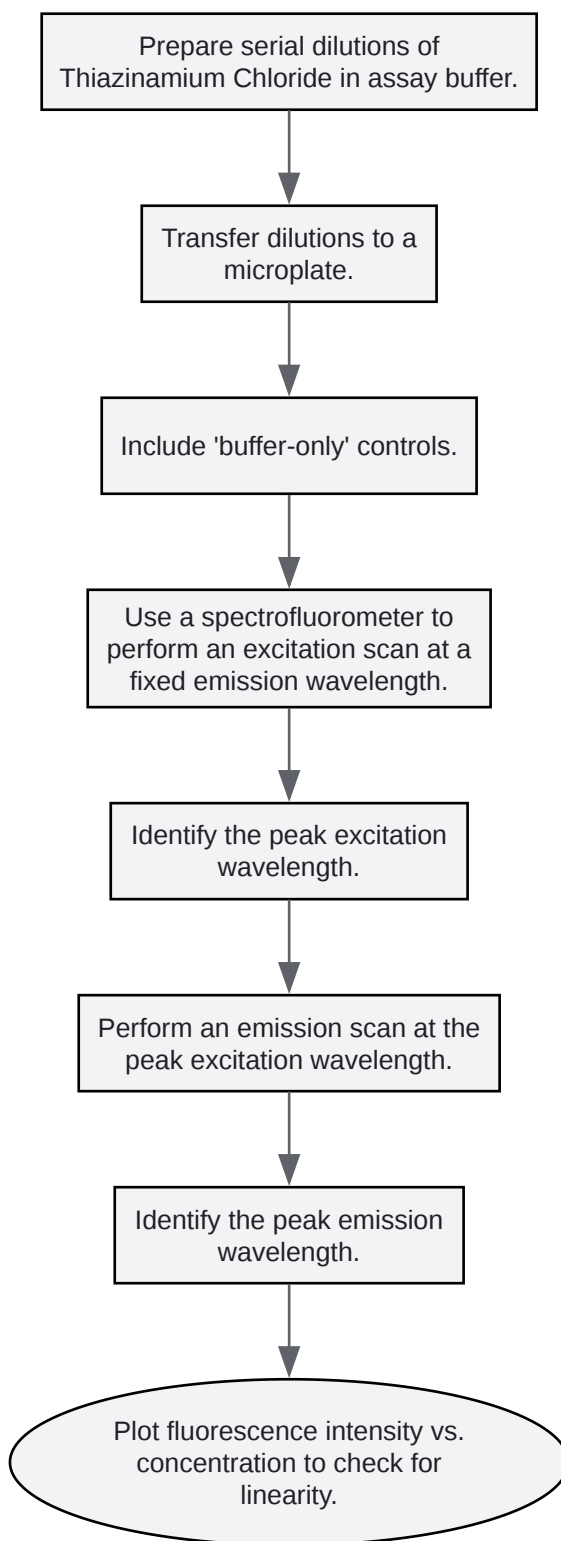 Prepare serial dilutions of
Thiazinamium Chloride in assay buffer.
Transfer dilutions to a
microplate.
Include 'buffer-only' controls.
Use a spectrofluorometer to
perform an excitation scan at a
fixed emission wavelength.
Identify the peak excitation
wavelength.
Perform an emission scan at the
peak excitation wavelength.
Identify the peak emission
wavelength.
Plot fluorescence intensity vs.
concentration to check for
linearity.